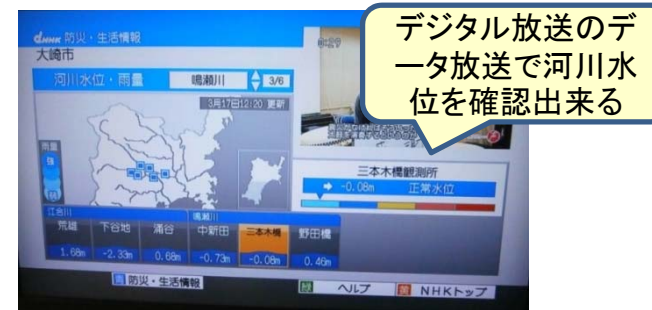 デジタル放送のデ
ータ放送で河川水
位を確認出来る
NHK 防災・生活情報
大崎市
河川水位・雨量 鳴瀬川 3/6
3月17日12:20 更新
雨量
三本木橋観測所
-0.08m 正常水位
江合川 鳴瀬川
荒雄 下谷地 涌谷 中新田 三本木橋 野田橋
1.68m -2.33m 0.68m -0.73m -0.08m 0.46m
青 防災・生活情報
緑 ヘルプ 黄 NHKトップ